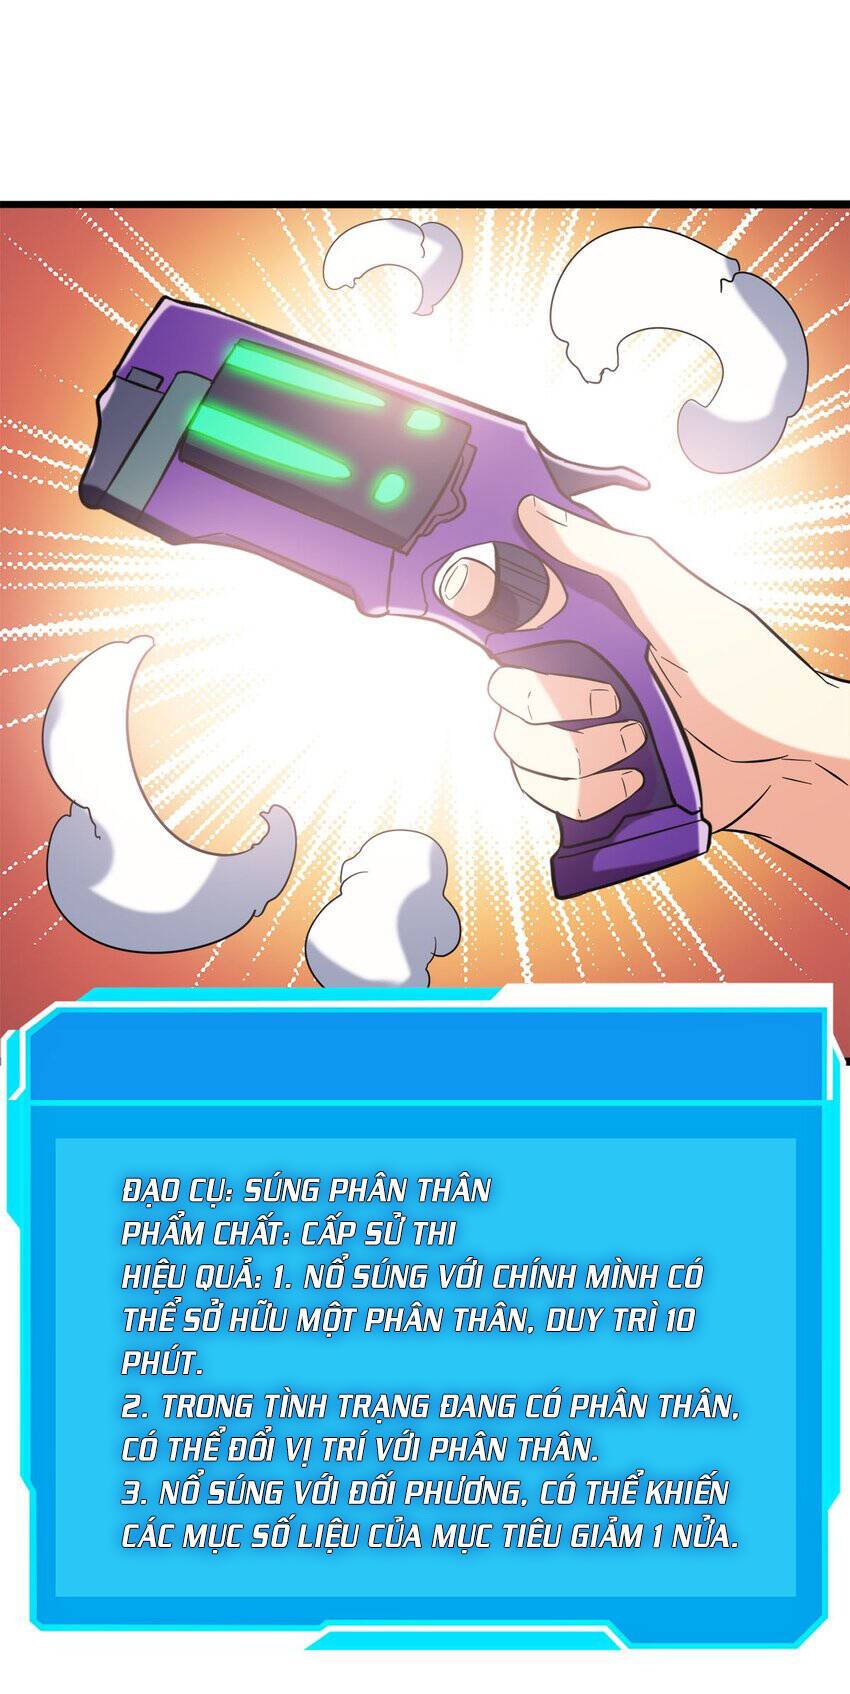 ĐẠO CỤ: SÚNG PHÂN THÂN
PHẨM CHẤT: CẤP SỬ THI
HIỆU QUẢ: 1. NỔ SÚNG VỚI CHÍNH MÌNH CÓ
THỂ SỞ HỮU MỘT PHÂN THÂN, DUY TRÌ 10
PHÚT.
2. TRONG TÌNH TRẠNG ĐANG CÓ PHÂN THÂN,
CÓ THỂ ĐỔI VỊ TRÍ VỚI PHÂN THÂN.
3. NỔ SÚNG VỚI ĐỐI PHƯƠNG, CÓ THỂ KHIẾN
CÁC MỤC SỐ LIỆU CỦA MỤC TIÊU GIẢM 1 NỬA.